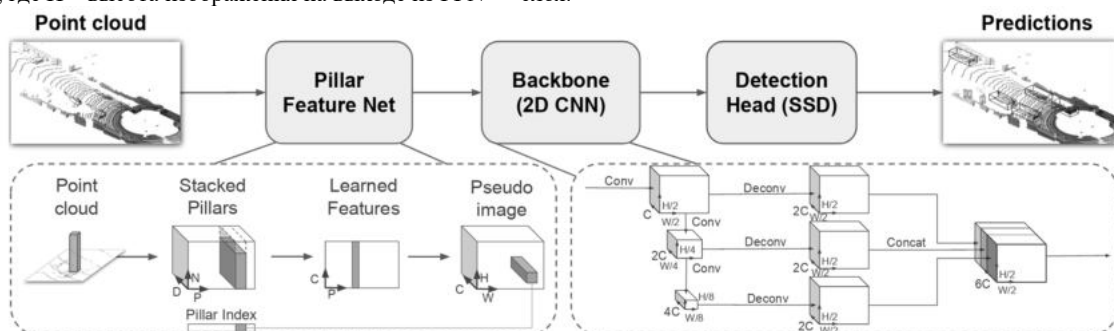 Point cloud
Predictions
Pillar
Feature Net
Backbone
(2D CNN)
Detection
Head (SSD)
Point
cloud
Stacked
Pillars
Learned
Features
Pseudo
image
N
D
P
C
P
H
C
W
Pillar Index
Conv
C
H/2
W/2
Conv
2C
H/4
W/4
Conv
4C
H/8
W/8
Deconv
2C
H/2
W/2
Deconv
2C
H/2
W/2
Deconv
2C
H/2
W/2
Concat
6C
H/2
W/2